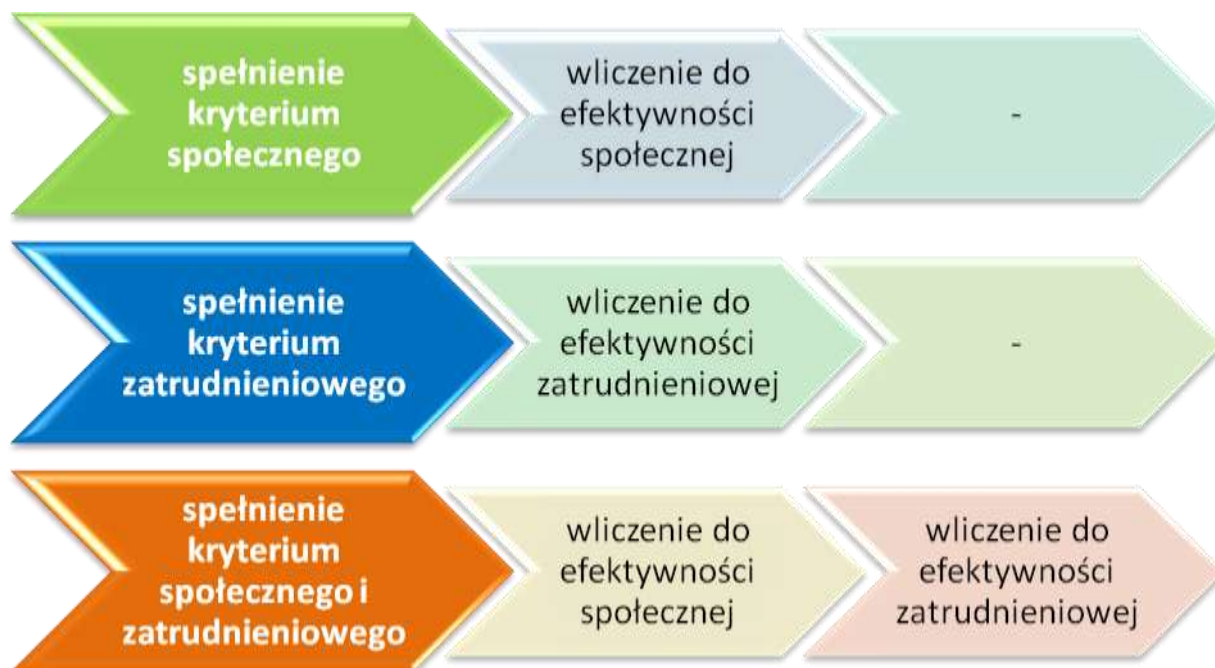 spełnienie
kryterium
społecznego
wliczenie do
efektywności
społecznej
-
spełnienie
kryterium
zatrudnieniowego
wliczenie do
efektywności
zatrudnieniowej
-
spełnienie
kryterium
społecznego i
zatrudnieniowego
wliczenie do
efektywności
społecznej
wliczenie do
efektywności
zatrudnieniowej